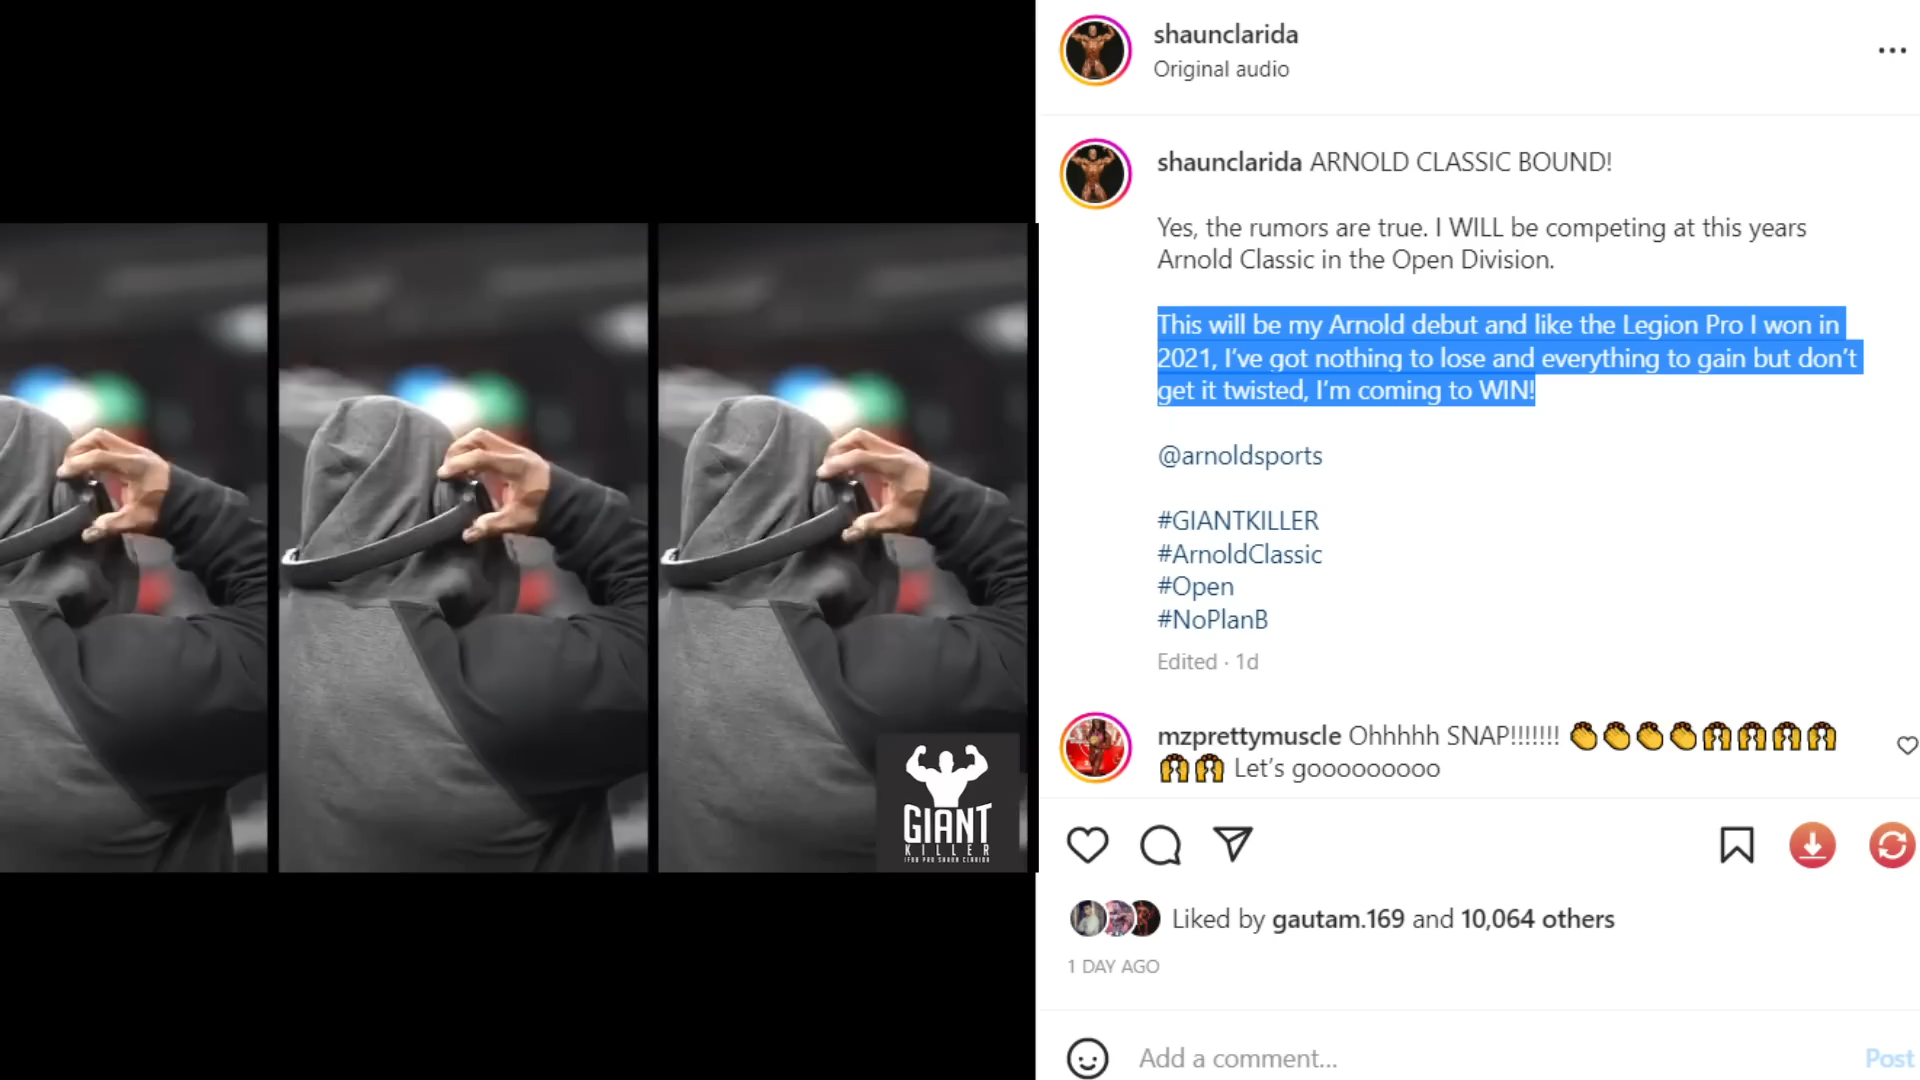 shaunclarida
Original audio
shaunclarida ARNOLD CLASSIC BOUND!
Yes, the rumors are true. I WILL be competing at this years
Arnold Classic in the Open Division.
This will be my Arnold debut and like the Legion Pro I won in
2021, I’ve got nothing to lose and everything to gain but don’t
get it twisted, I’m coming to WIN!
@arnoldsports
#GIANTKILLER
#ArnoldClassic
#Open
#NoPlanB
Edited · 1d
mzprettymuscle Ohhhhh SNAP!!!!!!! 👏👏👏👏🙌🙌🙌🙌
🙌🙌 Let’s gooooooooo
Liked by gautam.169 and 10,064 others
1 DAY AGO
Add a comment...
Post
GIANT
KILLER
IFBB PRO SHAUN CLARIDA